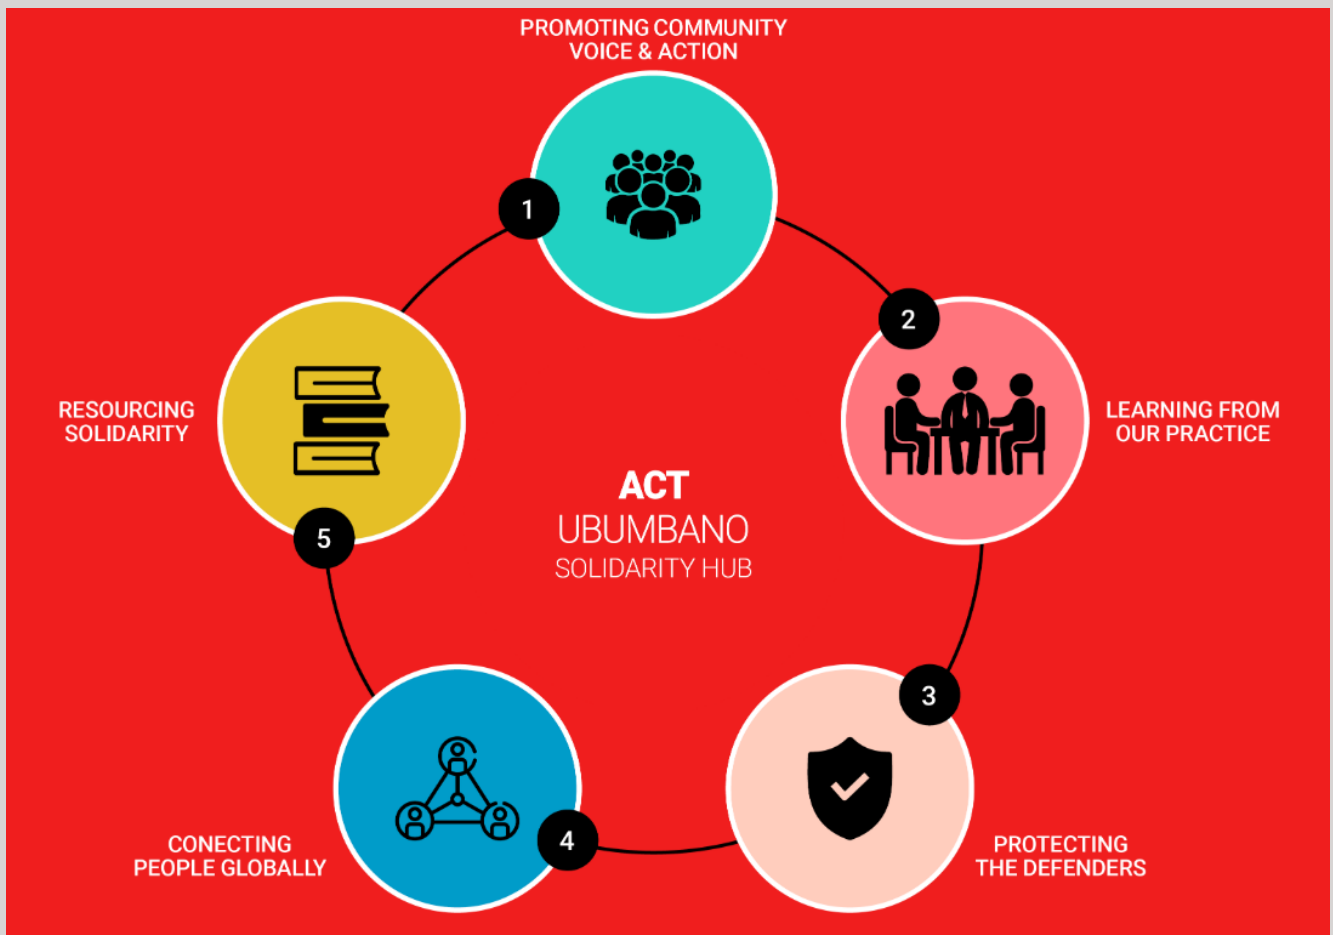 PROMOTING COMMUNITY
VOICE & ACTION
1
2
LEARNING FROM
OUR PRACTICE
3
PROTECTING
THE DEFENDERS
4
CONECTING
PEOPLE GLOBALLY
5
RESOURCING
SOLIDARITY
ACT
UBUMBANO
SOLIDARITY HUB